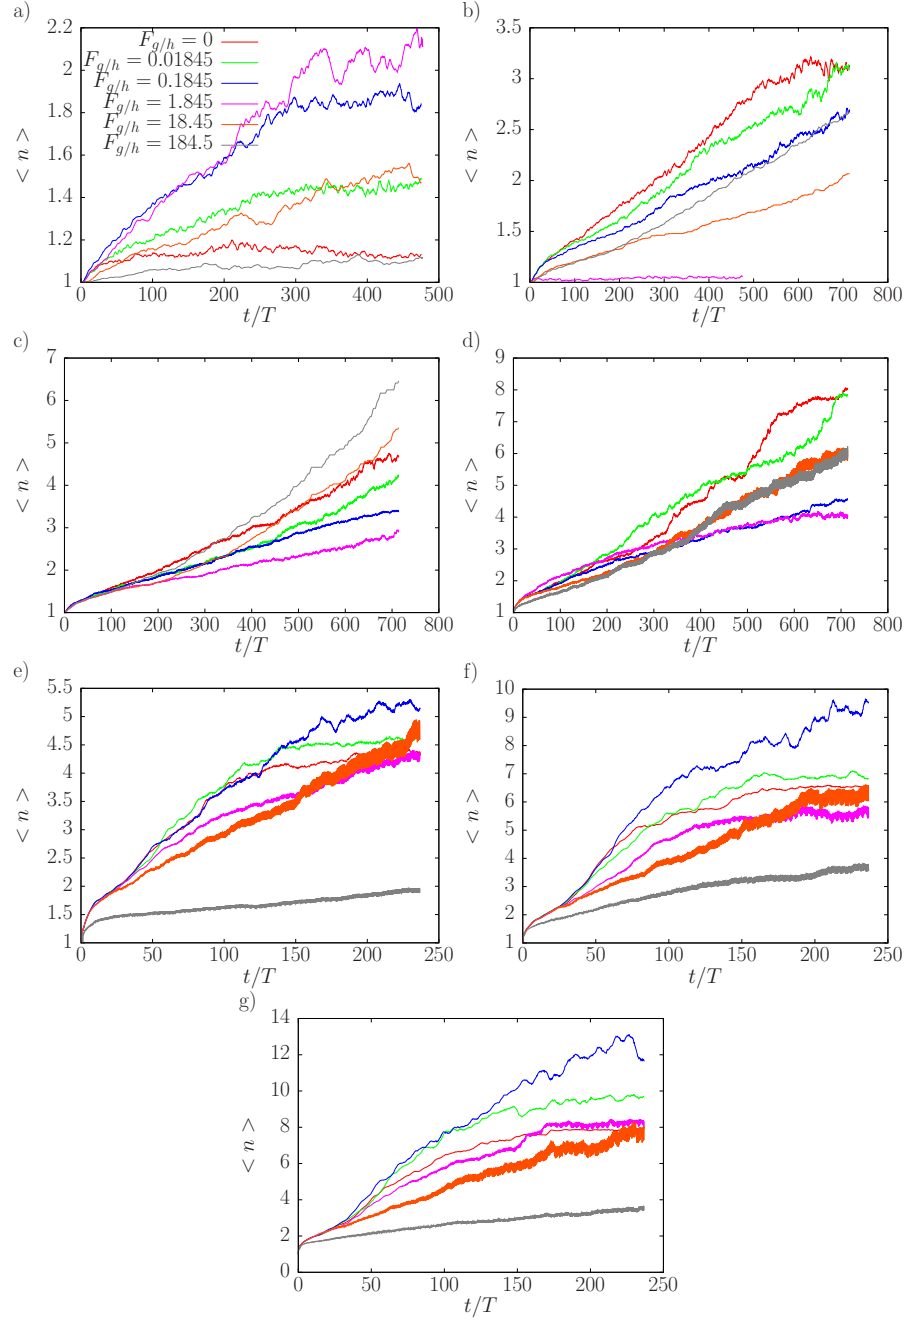 a)
2.2
2
1.8
1.6
1.4
1.2
1
< n >
F_{g/h} = 0
F_{g/h} = 0.01845
F_{g/h} = 0.1845
F_{g/h} = 1.845
F_{g/h} = 18.45
F_{g/h} = 184.5
0 100 200 300 400 500
t/T
b)
3.5
3
2.5
2
1.5
1
< n >
0 100 200 300 400 500 600 700 800
t/T
c)
7
6
5
4
3
2
1
< n >
0 100 200 300 400 500 600 700 800
t/T
d)
9
8
7
6
5
4
3
2
1
< n >
0 100 200 300 400 500 600 700 800
t/T
e)
5.5
5
4.5
4
3.5
3
2.5
2
1.5
1
< n >
0 50 100 150 200 250
t/T
f)
10
9
8
7
6
5
4
3
2
1
< n >
0 50 100 150 200 250
t/T
g)
14
12
10
8
6
4
2
0
< n >
0 50 100 150 200 250
t/T